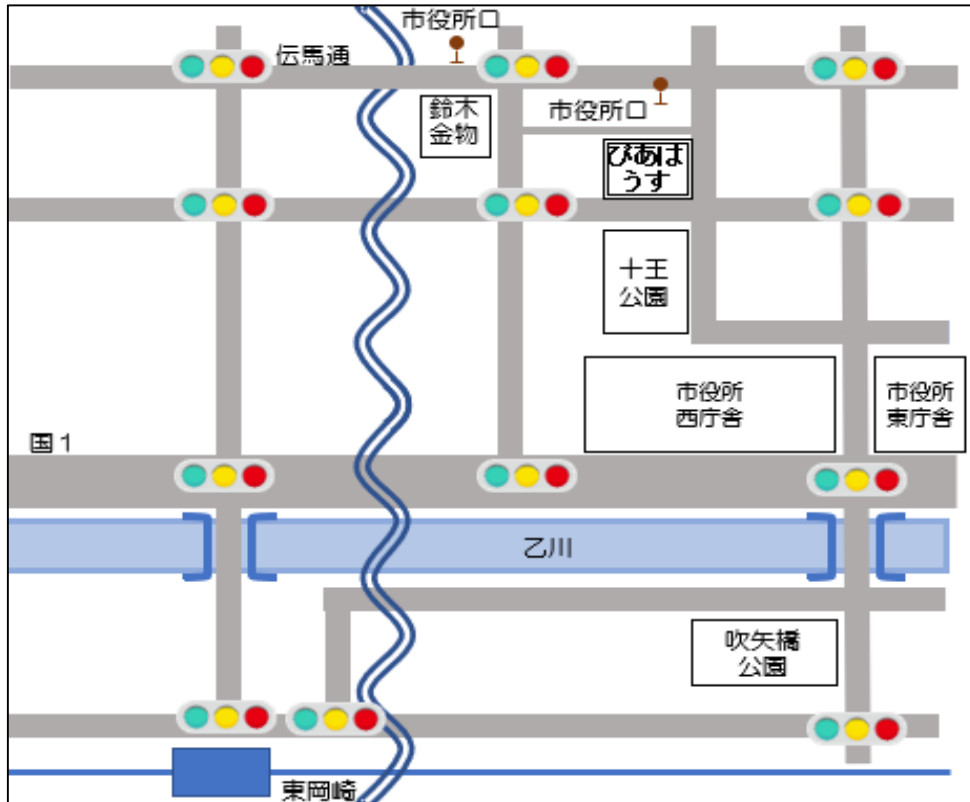 市役所口
伝馬通
鈴木
金物
市役所口
ぴあは
うす
十王
公園
市役所
西庁舎
市役所
東庁舎
国1
乙川
吹矢橋
公園
東岡崎